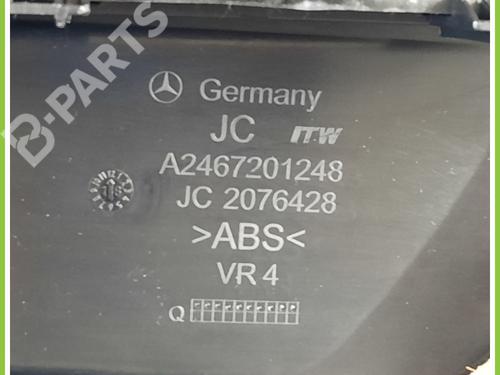 B-PARTS
Germany
JC ITW
A2467201248
JC 2076428
>ABS<
VR 4
Q